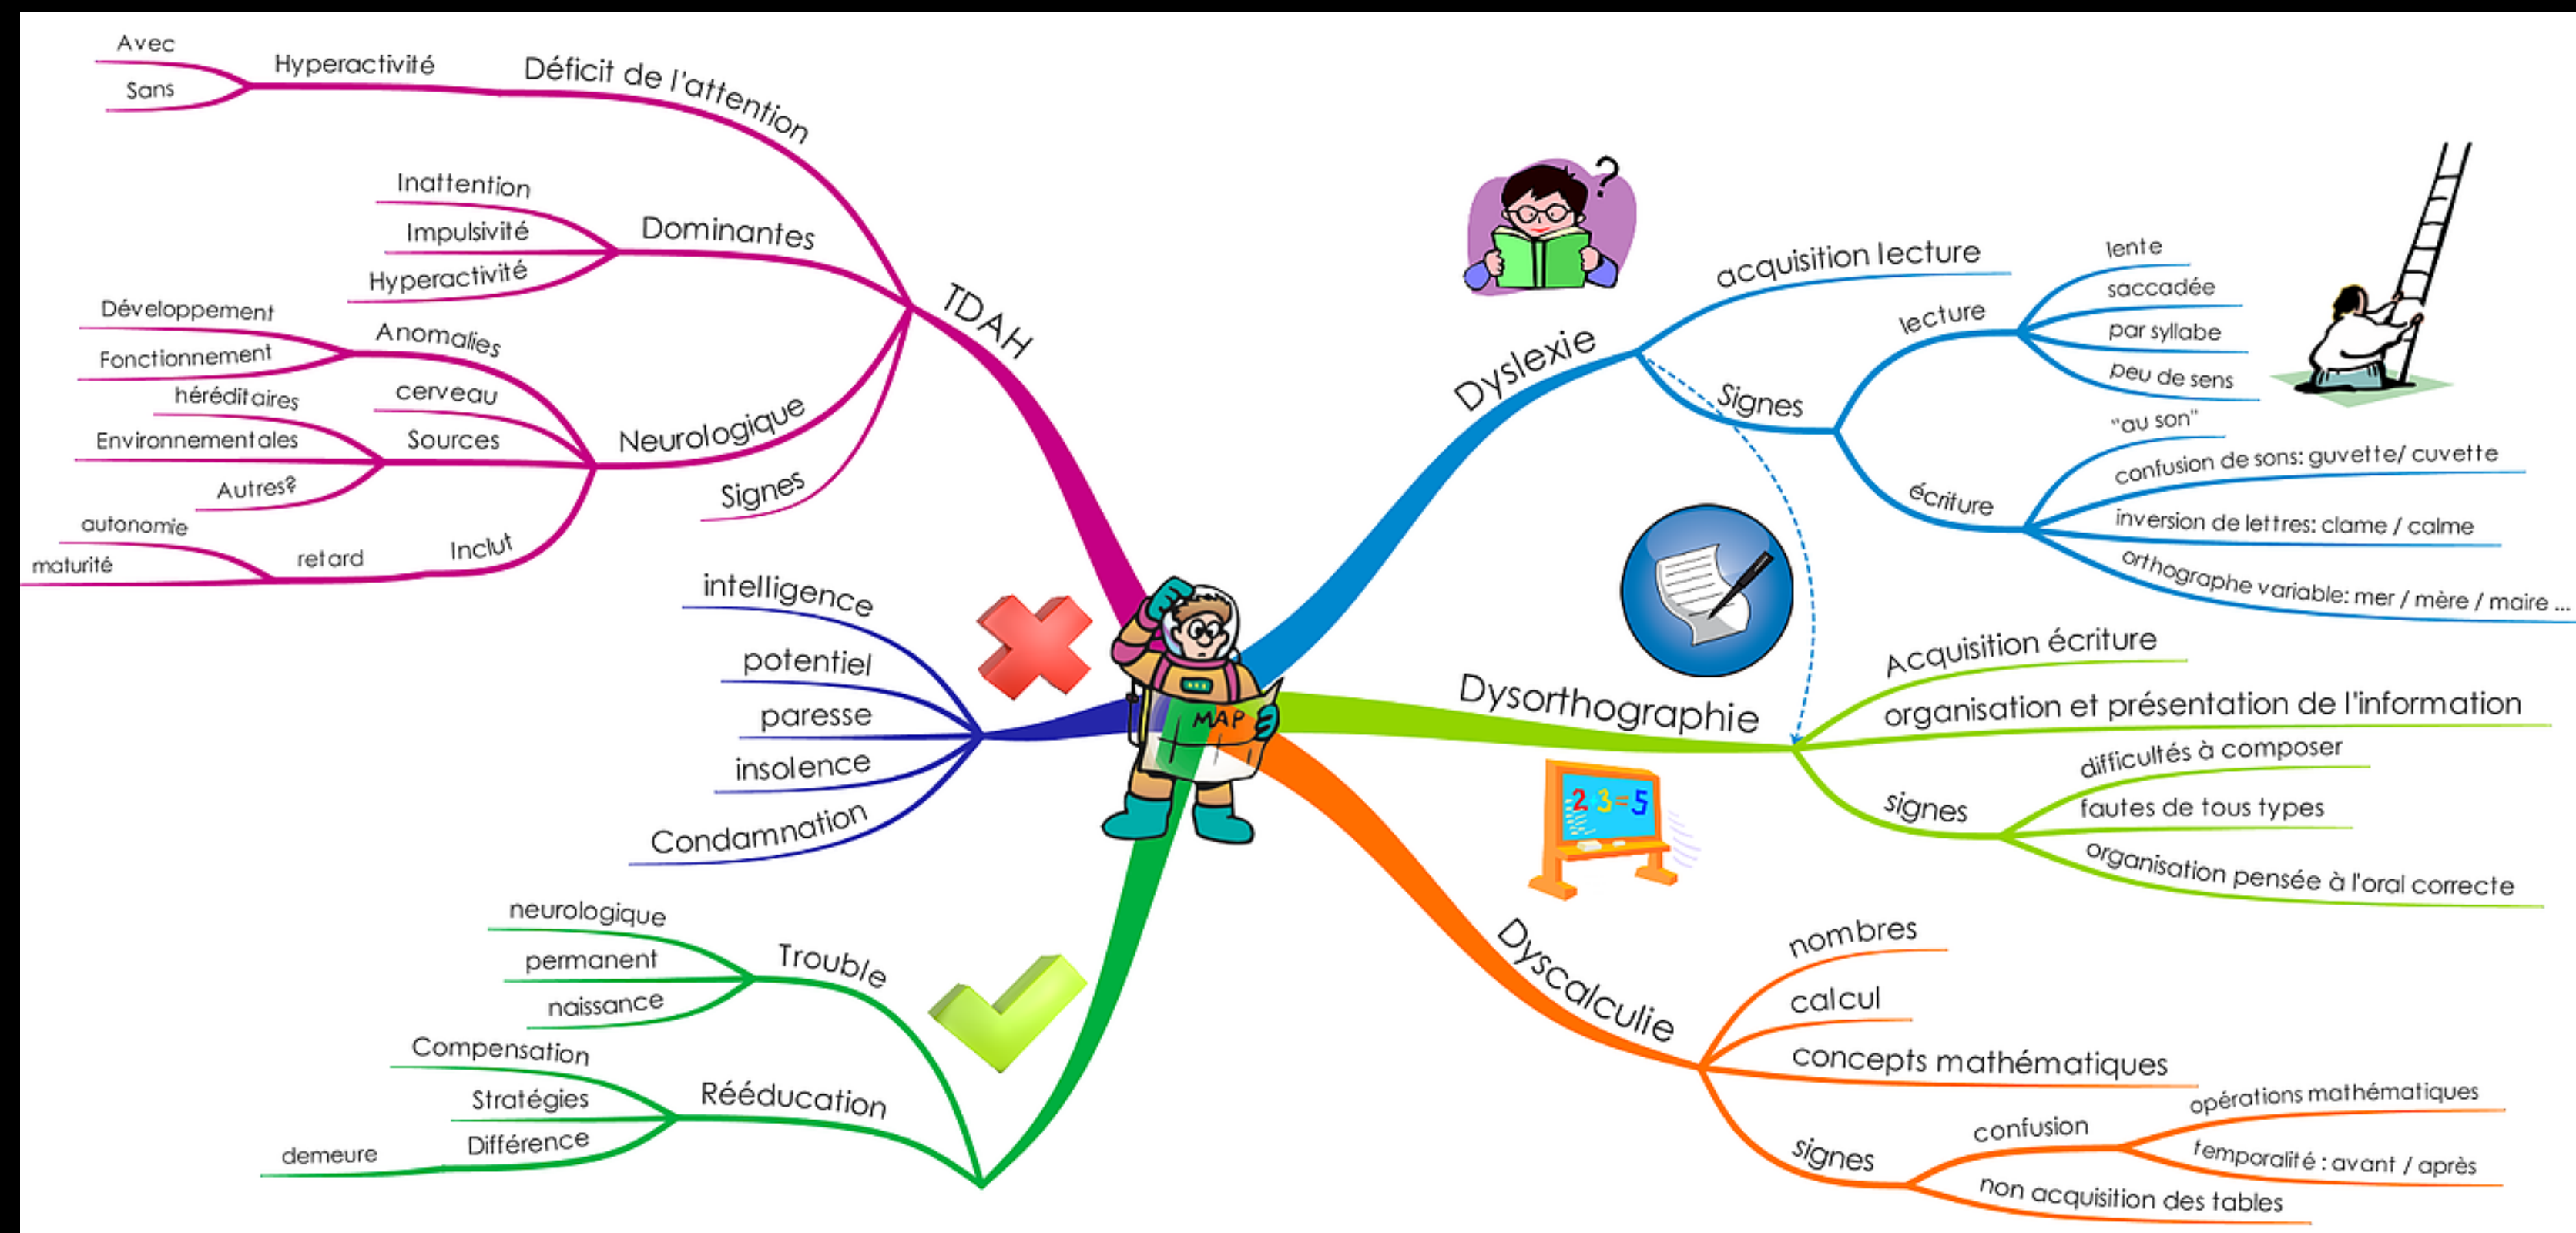 Avec
Sans
Hyperactivité
Déficit de l'attention
Inattention
Impulsivité
Hyperactivité
Dominantes
Développement
Fonctionnement
Anomalies
cerveau
héréditaires
Environnementales
Autres?
Sources
autonomie
maturité
retard
Inclut
Neurologique
Signes
TDAH
intelligence
potentiel
paresse
insolence
Condamnation
neurologique
permanent
naissance
Trouble
Compensation
Stratégies
demeure
Différence
Rééducation
MAP
?
Dyslexie
acquisition lecture
Signes
lecture
lente
saccadée
par syllabe
peu de sens
écriture
"au son"
confusion de sons: guvette/ cuvette
inversion de lettres: clame / calme
orthographe variable: mer / mère / maire ...
Dysorthographie
Acquisition écriture
organisation et présentation de l'information
signes
difficultés à composer
fautes de tous types
organisation pensée à l'oral correcte
2 3=5
Dyscalculie
nombres
calcul
concepts mathématiques
signes
confusion
opérations mathématiques
temporalité : avant / après
non acquisition des tables